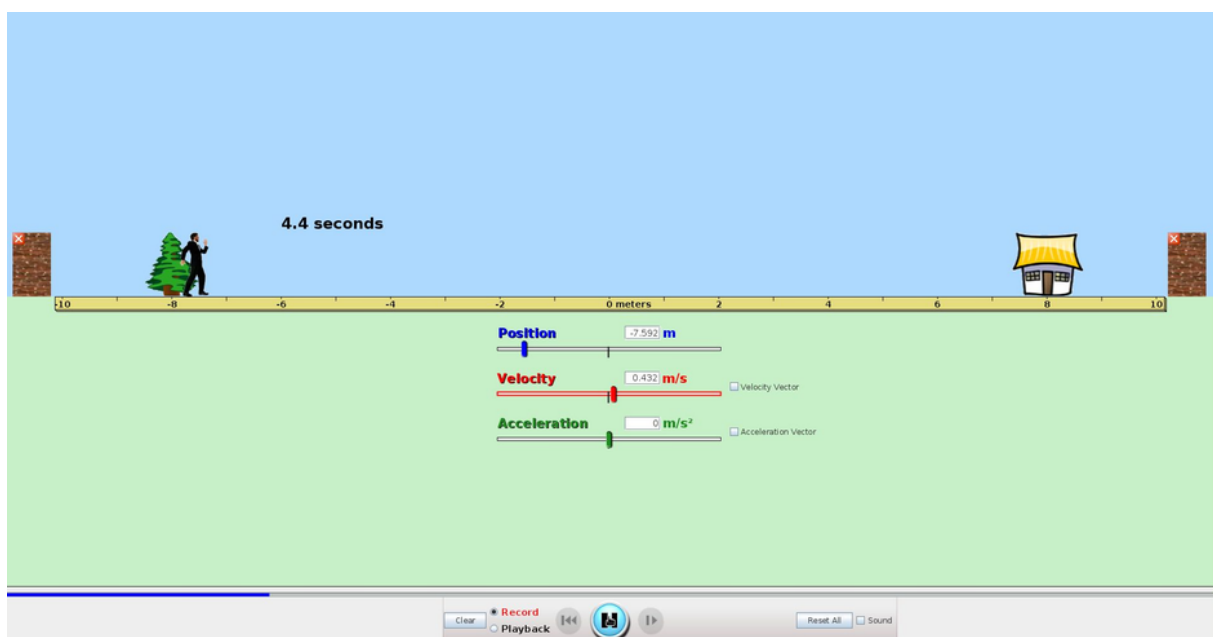 4.4 seconds
-10 -8 -6 -4 -2 0 meters 2 4 6 8 10
Position -7.592 m
Velocity 0.432 m/s Velocity Vector
Acceleration 0 m/s² Acceleration Vector
Clear Record Playback Reset All Sound